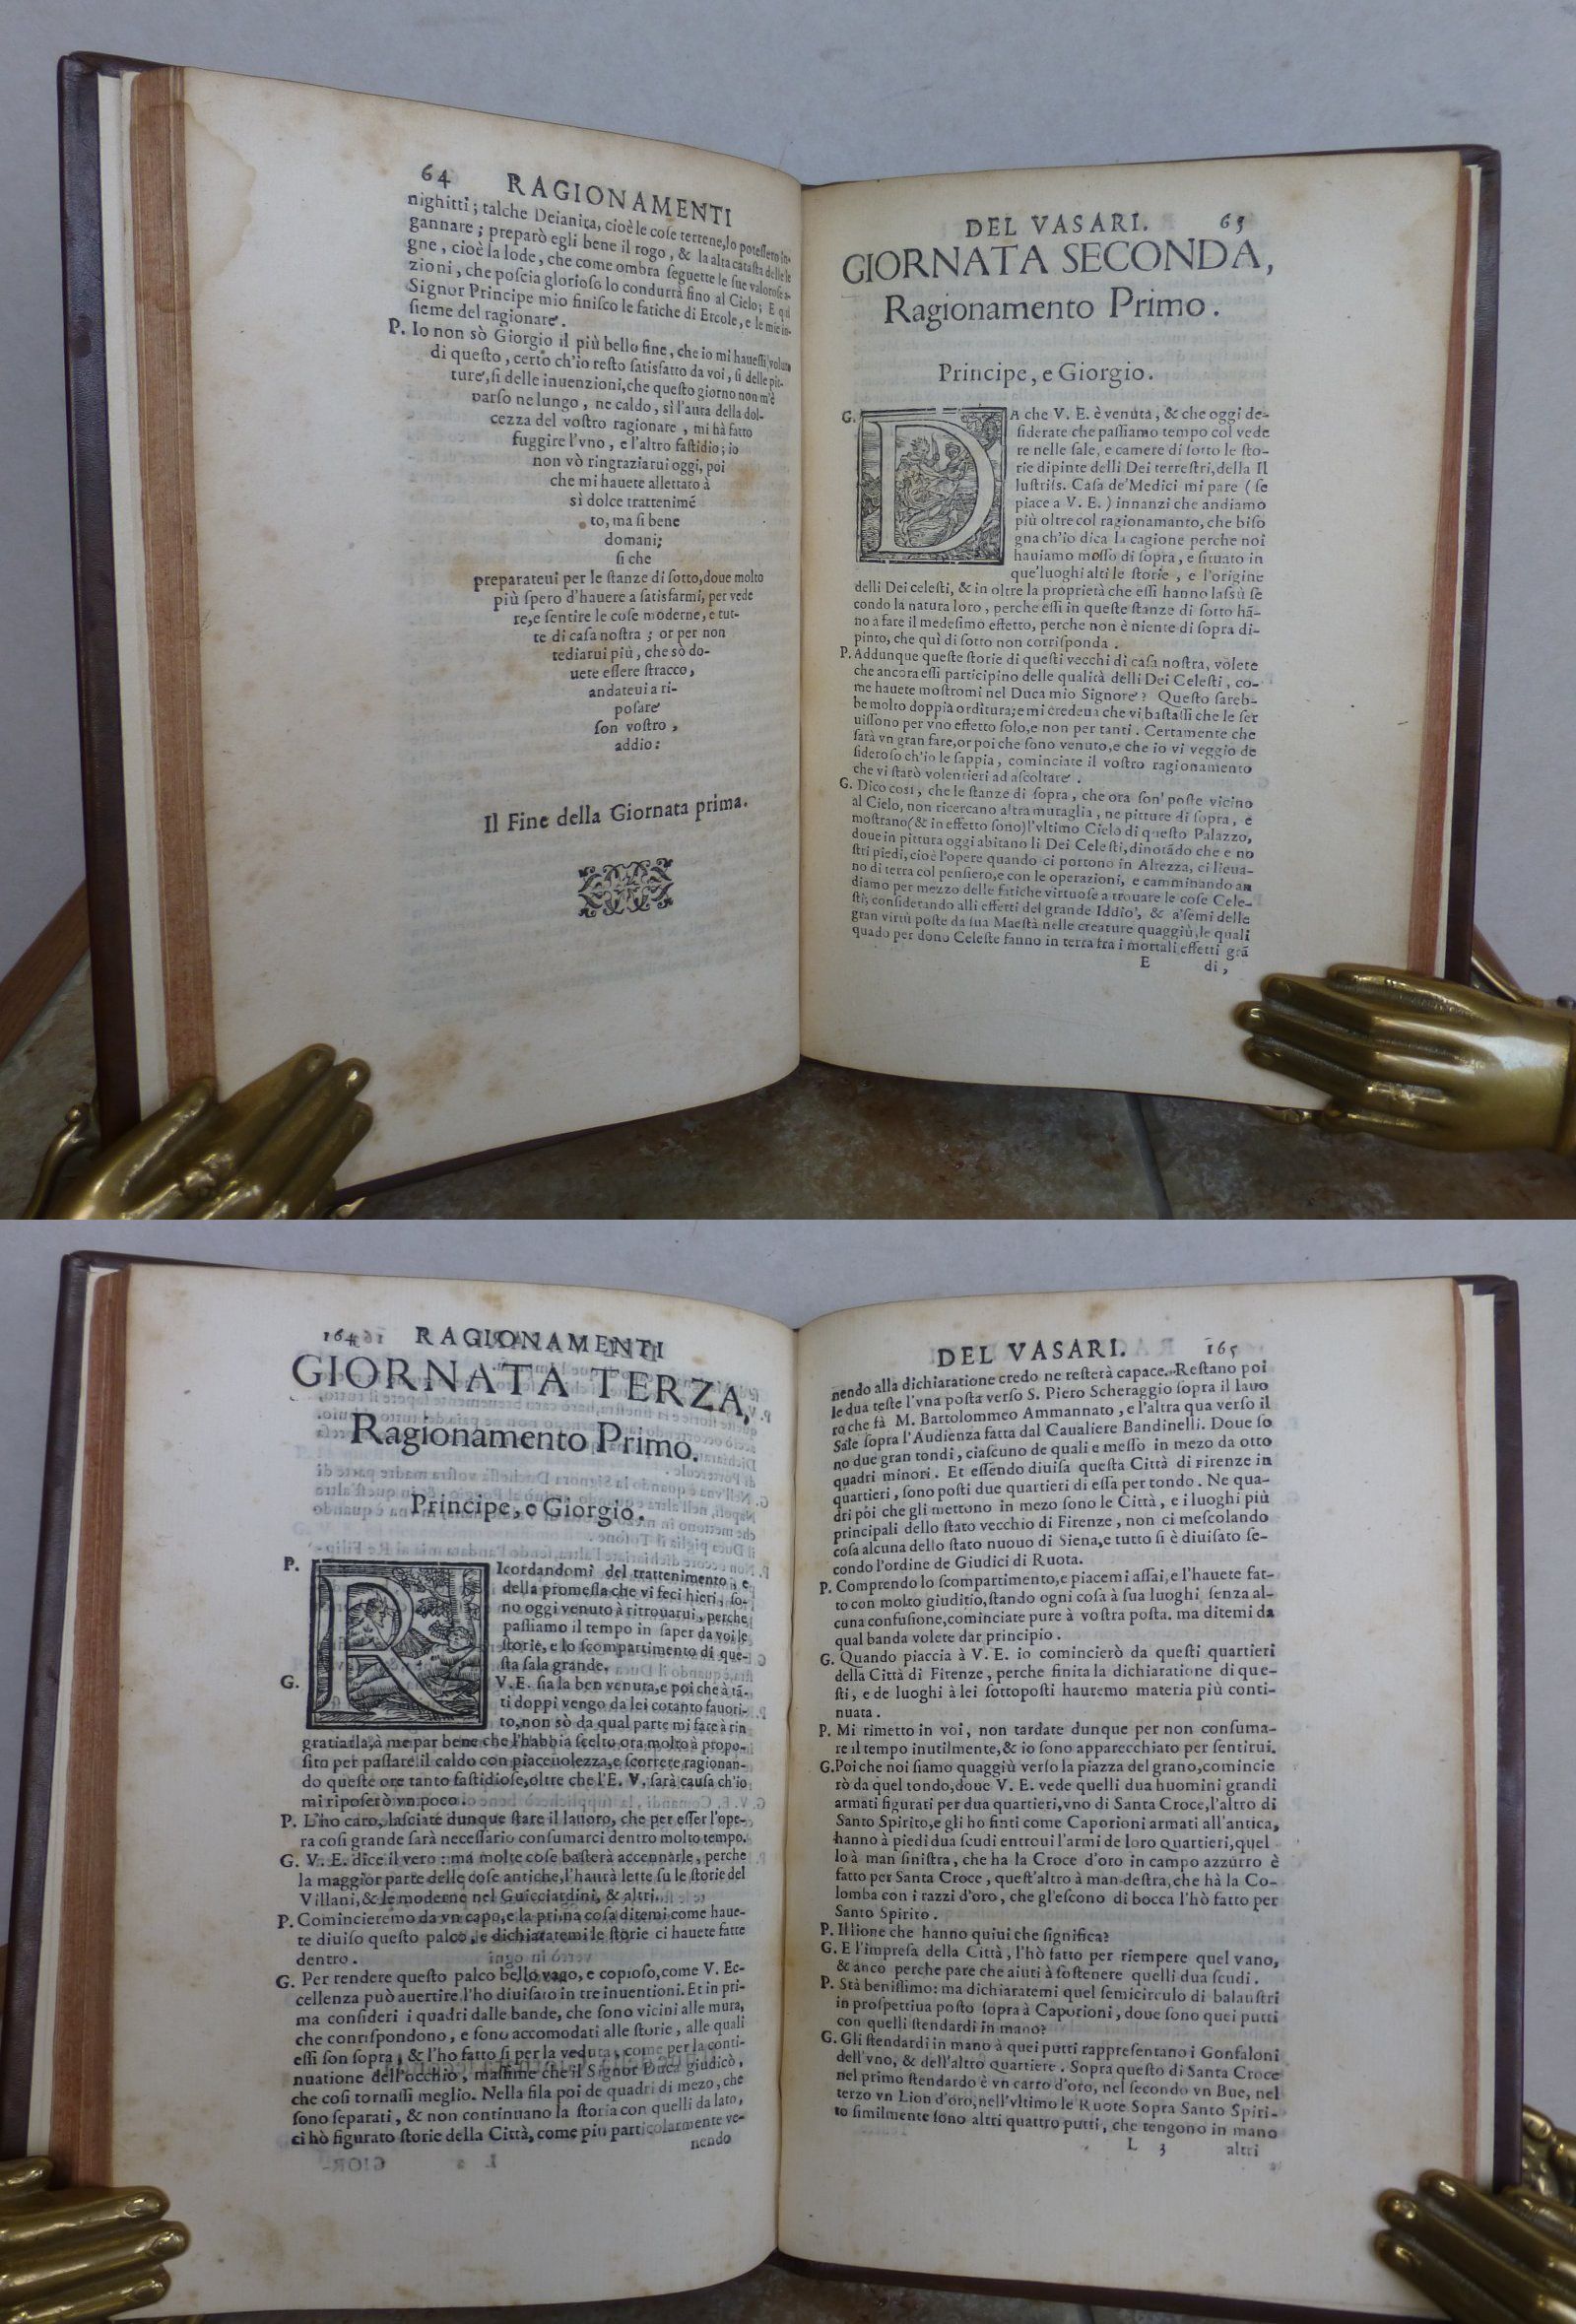 64 RAGIONAMENTI
nighitti; talche Deianira, cioè le coſe terrene, lo poteſſero in-
gannare; preparò egli bene il rogo, & la alta cataſta delle le
gne, cioè la lode, che come ombra ſeguette le ſue valoroſe a-
zioni, che poſcia glorioſo lo condurrà fino al Cielo; E quì
Signor Principe mio finiſco le fatiche di Ercole, e le mie in-
ſieme del ragionare.
P. Io non sò Giorgio il più bello fine, che io mi haueſſi voluto
di queſto, certo ch'io reſto ſatisfatto da voi, ſi delle pit-
ture, ſi delle inuenzioni, che queſto giorno non m'è
parſo ne lungo, ne caldo, sì l'aura della dol-
cezza del voſtro ragionare, mi hà fatto
fuggire l'vno, e l'altro faſtidio; io
non vò ringraziarui oggi, poi
che mi hauete allettato à
sì dolce trattenimẽ
to, ma ſi bene
domani;
ſi che
preparateui per le ſtanze di ſotto, doue molto
più ſpero d'hauere a ſatisfarmi, per vede
re, e ſentire le coſe moderne, e tut-
te di caſa noſtra; or per non
tediarui più, che sò do-
uete eſſere ſtracco,
andateui a ri-
poſare
ſon voſtro,
addio:
Il Fine della Giornata prima.
DEL VASARI. 65
GIORNATA SECONDA,
Ragionamento Primo.
Principe, e Giorgio.
G. DA che V. E. è venuta, & che oggi de-
ſiderate che paſſiamo tempo col vede
re nelle ſale, e camere di ſotto le ſto-
rie dipinte delli Dei terreſtri, della Il
luſtriſs. Caſa de' Medici mi pare (ſe
piace a V. E.) innanzi che andiamo
più oltre col ragionamanto, che biſo
gna ch'io dica la cagione perche noi
hauiamo moſſo di ſopra, e ſituato in
que'luoghi alti le ſtorie, e l'origine
delli Dei celeſti, & in oltre la proprietà che eſſi hanno laſsù ſe
condo la natura loro, perche eſſi in queſte ſtanze di ſotto hã-
no a fare il medeſimo effetto, perche non è niente di ſopra di-
pinto, che quì di ſotto non corriſponda.
P. Addunque queſte ſtorie di queſti vecchi di caſa noſtra, volete
che ancora eſſi participino delle qualità delli Dei Celeſti, co-
me hauete moſtromi nel Duca mio Signore? Queſto ſareb-
be molto doppia orditura; e mi credeua che vi baſtaſſi che le ſer
uiſſono per vno effetto ſolo, e non per tanti. Certamente che
ſarà vn gran fare, or poi che ſono venuto, e che io vi veggio de
ſideroſo ch'io le ſappia, cominciate il voſtro ragionamento
che vi ſtarò volentieri ad aſcoltare.
G. Dico così, che le ſtanze di ſopra, che ora ſon' poſte vicino
al Cielo, non ricercano altra muraglia, ne pitture di ſopra, e
moſtrano (& in effetto ſono) l'vltimo Cielo di queſto Palazzo,
doue in pittura oggi abitano li Dei Celeſti, dinotãdo che e no
ſtri piedi, cioè l'opere quando ci portono in Altezza, ci lieua-
no di terra col penſiero, e con le operazioni, e camminando an
diamo per mezzo delle fatiche virtuoſe a trouare le coſe Cele-
ſti, conſiderando alli effetti del grande Iddio, & a' ſemi delle
gran virtù poſte da ſua Maeſtà nelle creature quaggiù, le quali
quãdo per dono Celeſte fanno in terra fra i mortali effetti grã
E di,
164 RAGIONAMENTI
GIORNATA TERZA,
Ragionamento Primo.
Principe, e Giorgio.
P. RIcordandomi del trattenimento, e
della promeſſa che vi feci hieri, ſo-
no oggi venuto à ritrouarui, perche
paſſiamo il tempo in ſaper da voi le
ſtorie, e lo ſcompartimento di que-
ſta ſala grande.
G. V. E. ſia la ben venuta, e poi che à tã-
ti doppi vengo da lei cotanto fauori-
to, non sò da qual parte mi fare à rin
gratiarla, à me par bene che l'habbia ſcelto ora molto à propo-
ſito per paſſare il caldo con piaceuolezza, e ſcorrere ragionan-
do queſte ore tanto faſtidioſe, oltre che l'E. V. ſarà cauſa ch'io
mi riposerò vn poco.
P. L'ho caro, laſciate dunque ſtare il lauoro, che per eſſer l'ope-
ra coſi grande ſarà neceſſario conſumarci dentro molto tempo.
G. V. E. dice il vero: ma molte coſe baſterà accennarle, perche
la maggior parte delle coſe antiche, l'haurà lette ſu le ſtorie del
Villani, & le moderne nel Guicciardini, & altri.
P. Comincieremo da vn capo, e la prima coſa ditemi come haue-
te diuiſo queſto palco, e dichiaratemi le ſtorie ci hauete fatte
dentro.
G. Per rendere queſto palco bello vago, e copioſo, come V. Ec-
cellenza può auertire l'ho diuiſato in tre inuentioni. Et in pri-
ma conſideri i quadri dalle bande, che ſono vicini alle mura,
che corriſpondono, e ſono accomodati alle ſtorie, alle quali
eſſi ſon ſopra, & l'ho fatto ſi per la veduta, come per la conti-
nuatione dell'occhio, maſſime che il Signor Duca giudicò,
che coſi tornaſſi meglio. Nella fila poi de quadri di mezo, che
ſono ſeparati, & non continuano la ſtoria con quelli da lato,
ci hò figurato ſtorie della Città, come piu particolarmente ve-
nendo
DEL VASARI. 165
nendo alla dichiaratione credo ne reſterà capace. Reſtano poi
le dua teſte l'vna poſta verſo S. Piero Scheraggio ſopra il lauo
ro che fà M. Bartolommeo Ammannato, e l'altra qua verſo il
Sale ſopra l'Audienza fatta dal Caualiere Bandinelli. Doue ſo
no due gran tondi, ciaſcuno de quali e meſſo in mezo da otto
quadri minori. Et eſſendo diuiſa queſta Città di Firenze in
quartieri, ſono poſti due quartieri di eſſa per tondo. Ne qua-
dri poi che gli mettono in mezo ſono le Città, e i luoghi più
principali dello ſtato vecchio di Firenze, non ci meſcolando
coſa alcuna dello ſtato nuouo di Siena, e tutto ſi è diuiſato ſe-
condo l'ordine de Giudici di Ruota.
P. Comprendo lo ſcompartimento, e piacemi aſſai, e l'hauete fat-
to con molto giuditio, ſtando ogni coſa à ſua luoghi ſenza al-
cuna confuſione, cominciate pure à voſtra poſta. ma ditemi da
qual banda volete dar principio.
G. Quando piaccia à V. E. io comincierò da queſti quartieri
della Città di Firenze, perche finita la dichiaratione di que-
ſti, e de luoghi à lei ſottopoſti hauremo materia più conti-
nuata.
P. Mi rimetto in voi, non tardate dunque per non conſuma-
re il tempo inutilmente, & io ſono apparecchiato per ſentirui.
G. Poi che noi ſiamo quaggiù verſo la piazza del grano, comincie
rò da quel tondo, doue V. E. vede quelli dua huomini grandi
armati figurati per dua quartieri, vno di Santa Croce, l'altro di
Santo Spirito, e gli ho finti come Caporioni armati all'antica,
hanno à piedi dua ſcudi entroui l'armi de loro quartieri, quel
lo à man ſiniſtra, che ha la Croce d'oro in campo azzurro è
fatto per Santa Croce, queſt'altro à man deſtra, che hà la Co-
lomba con i razzi d'oro, che gl'eſcono di bocca l'hò fatto per
Santo Spirito.
P. Il lione che hanno quiui che ſignifica?
G. E l'impreſa della Città, l'hò fatto per riempere quel vano,
& anco perche pare che aiuti à ſoſtenere quelli dua ſcudi.
P. Stà beniſſimo: ma dichiaratemi quel ſemicirculo di balauſtri
in proſpettiua poſto ſopra à Caporioni, doue ſono quei putti
con quelli ſtendardi in mano?
G. Gli ſtendardi in mano à quei putti rappreſentano i Gonfaloni
dell'vno, & dell'altro quartiere. Sopra queſto di Santa Croce
nel primo ſtendardo è vn carro d'oro, nel ſecondo vn Bue, nel
terzo vn Lion d'oro, nell'vltimo le Ruote Sopra Santo Spiri-
to ſimilmente ſono altri quattro putti, che tengono in mano
L 3 altri